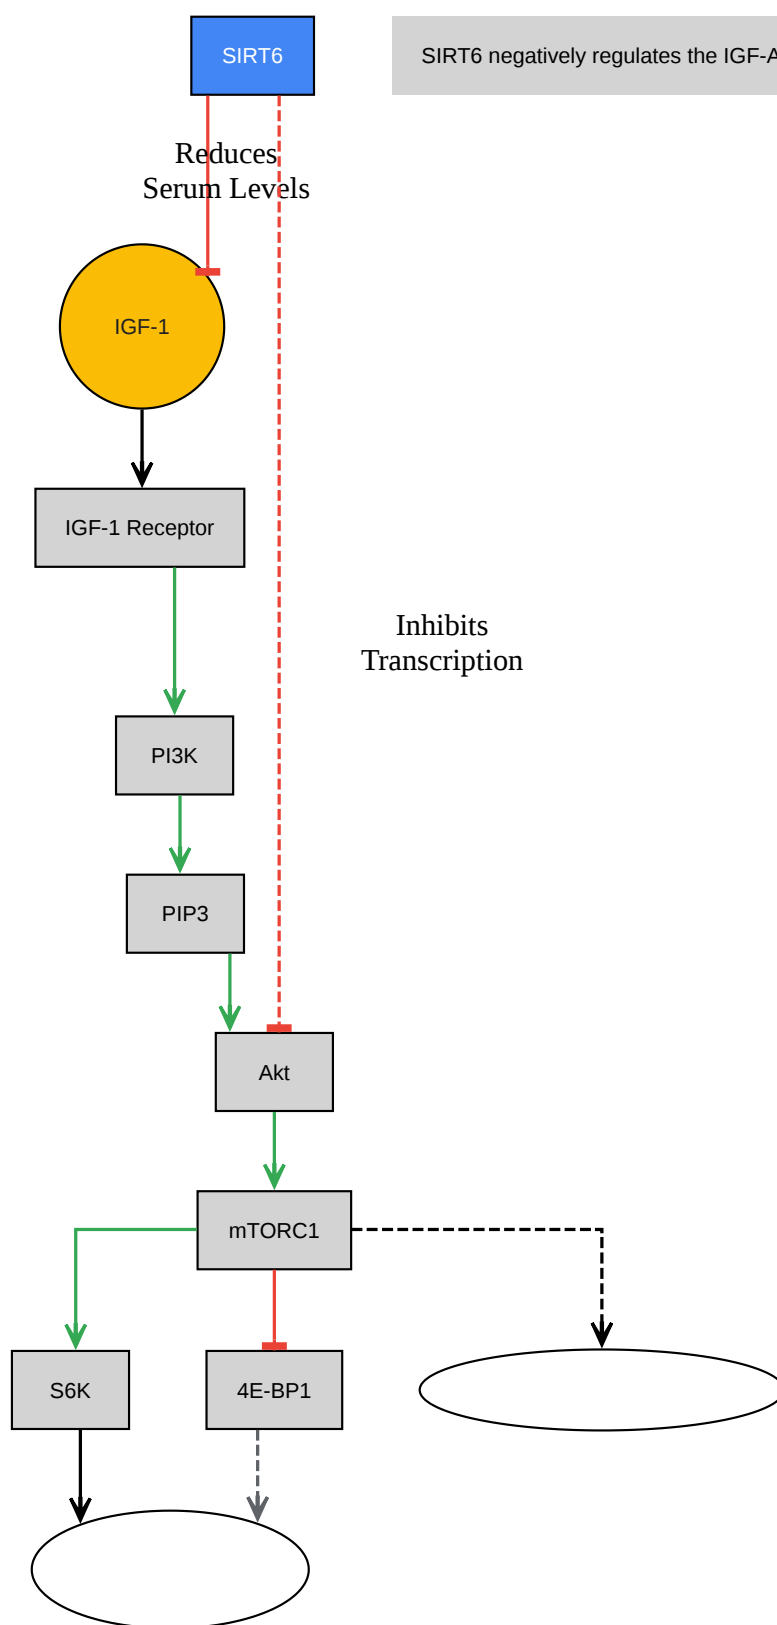 SIRT6
SIRT6 negatively regulates the IGF-A
Reduces
Serum Levels
IGF-1
IGF-1 Receptor
Inhibits
Transcription
PI3K
PIP3
Akt
mTORC1
S6K
4E-BP1